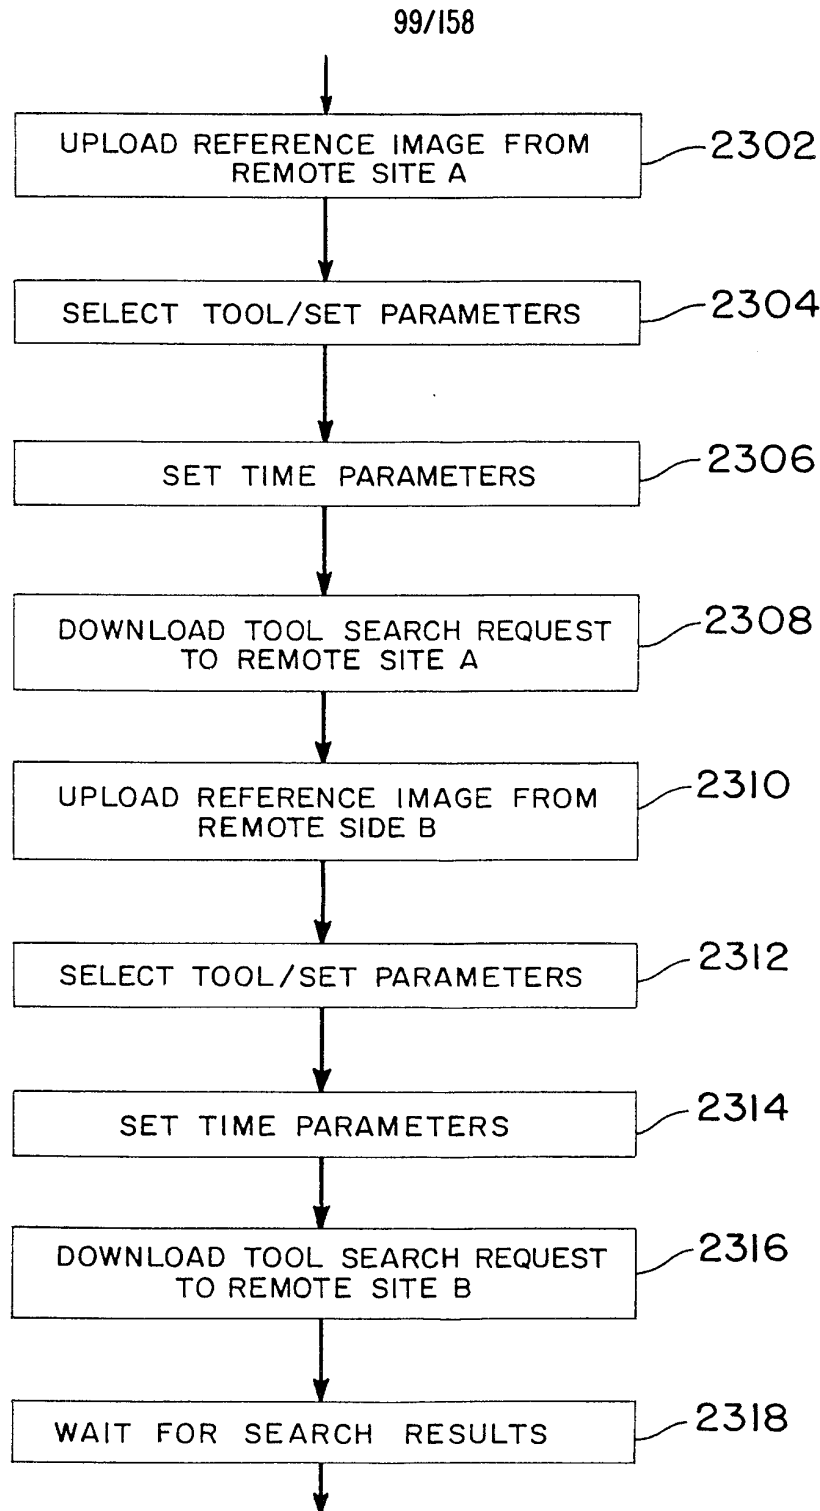 99/158
UPLOAD REFERENCE IMAGE FROM
REMOTE SITE A
2302
SELECT TOOL/SET PARAMETERS
2304
SET TIME PARAMETERS
2306
DOWNLOAD TOOL SEARCH REQUEST
TO REMOTE SITE A
2308
UPLOAD REFERENCE IMAGE FROM
REMOTE SIDE B
2310
SELECT TOOL/SET PARAMETERS
2312
SET TIME PARAMETERS
2314
DOWNLOAD TOOL SEARCH REQUEST
TO REMOTE SITE B
2316
WAIT FOR SEARCH RESULTS
2318